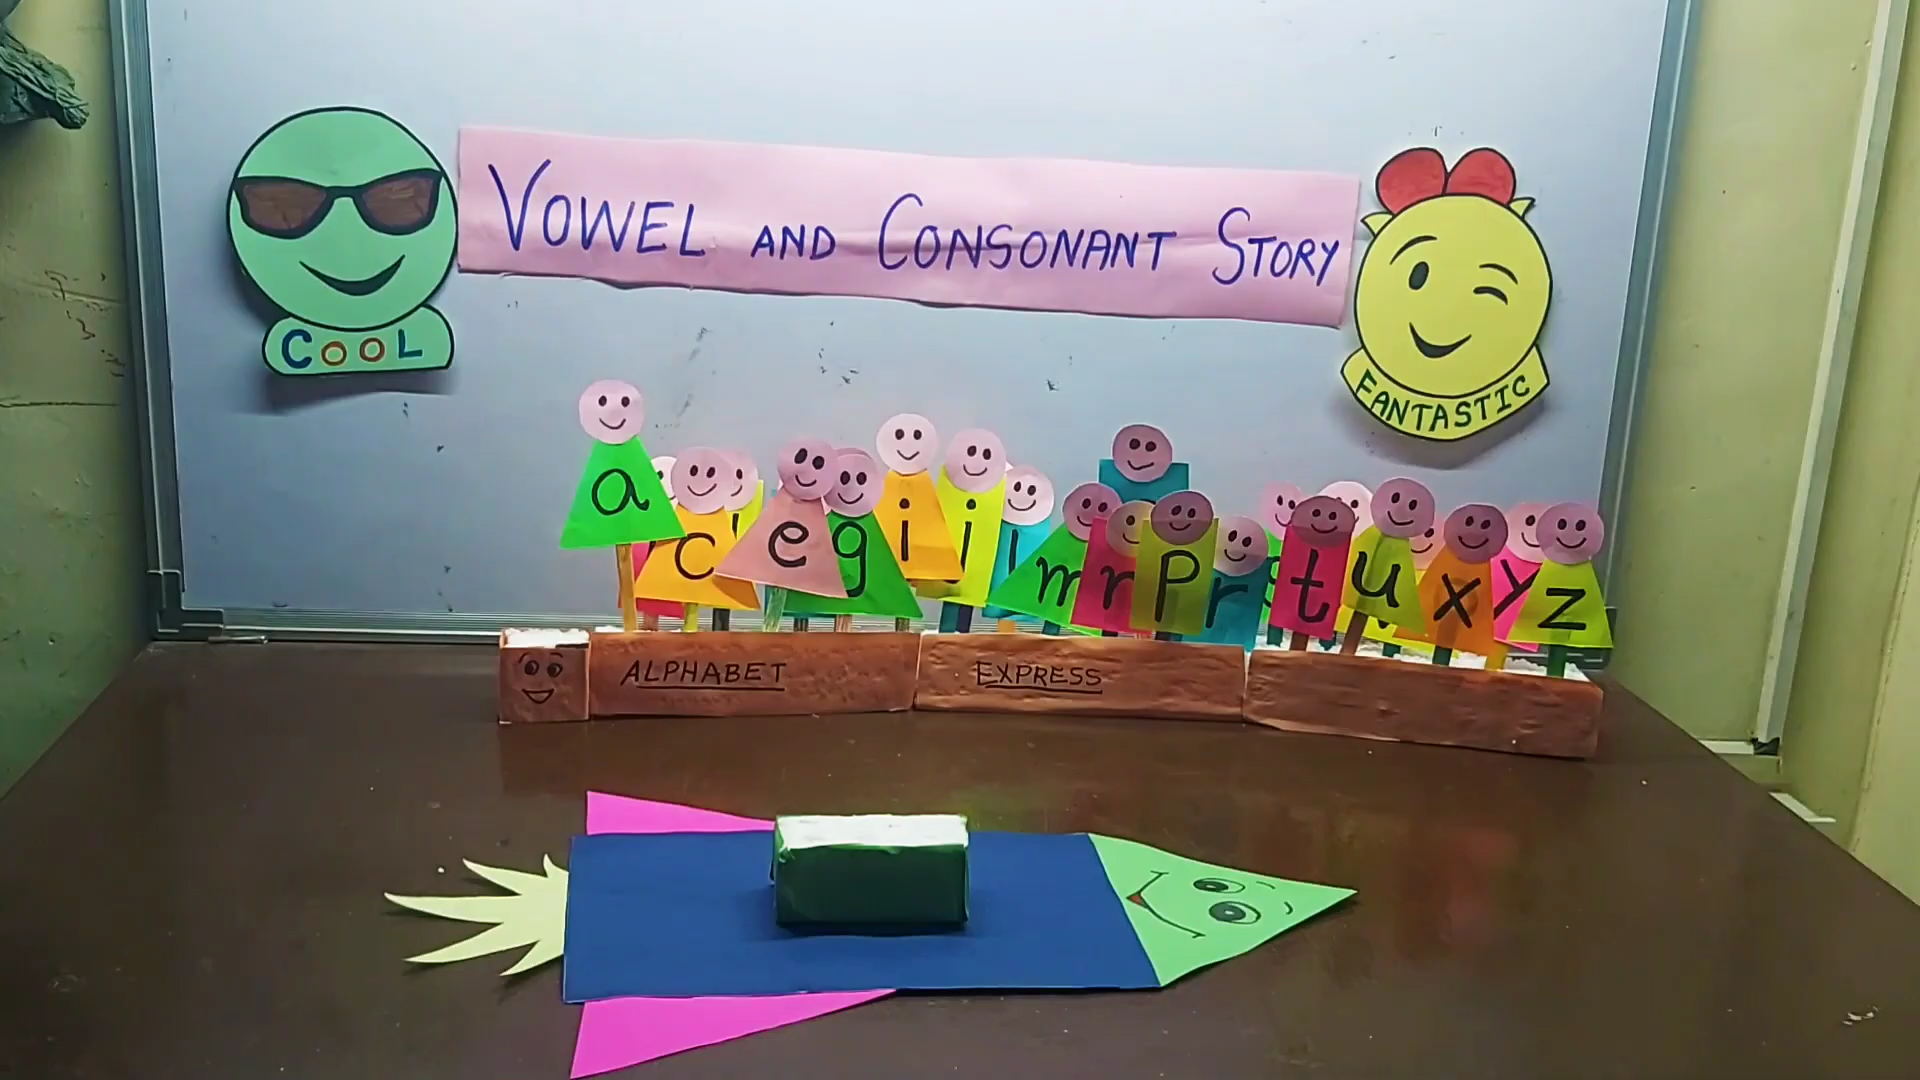 VOWEL AND CONSONANT STORY
COOL
FANTASTIC
a c e g i j l m n p r t u x y z
ALPHABET EXPRESS